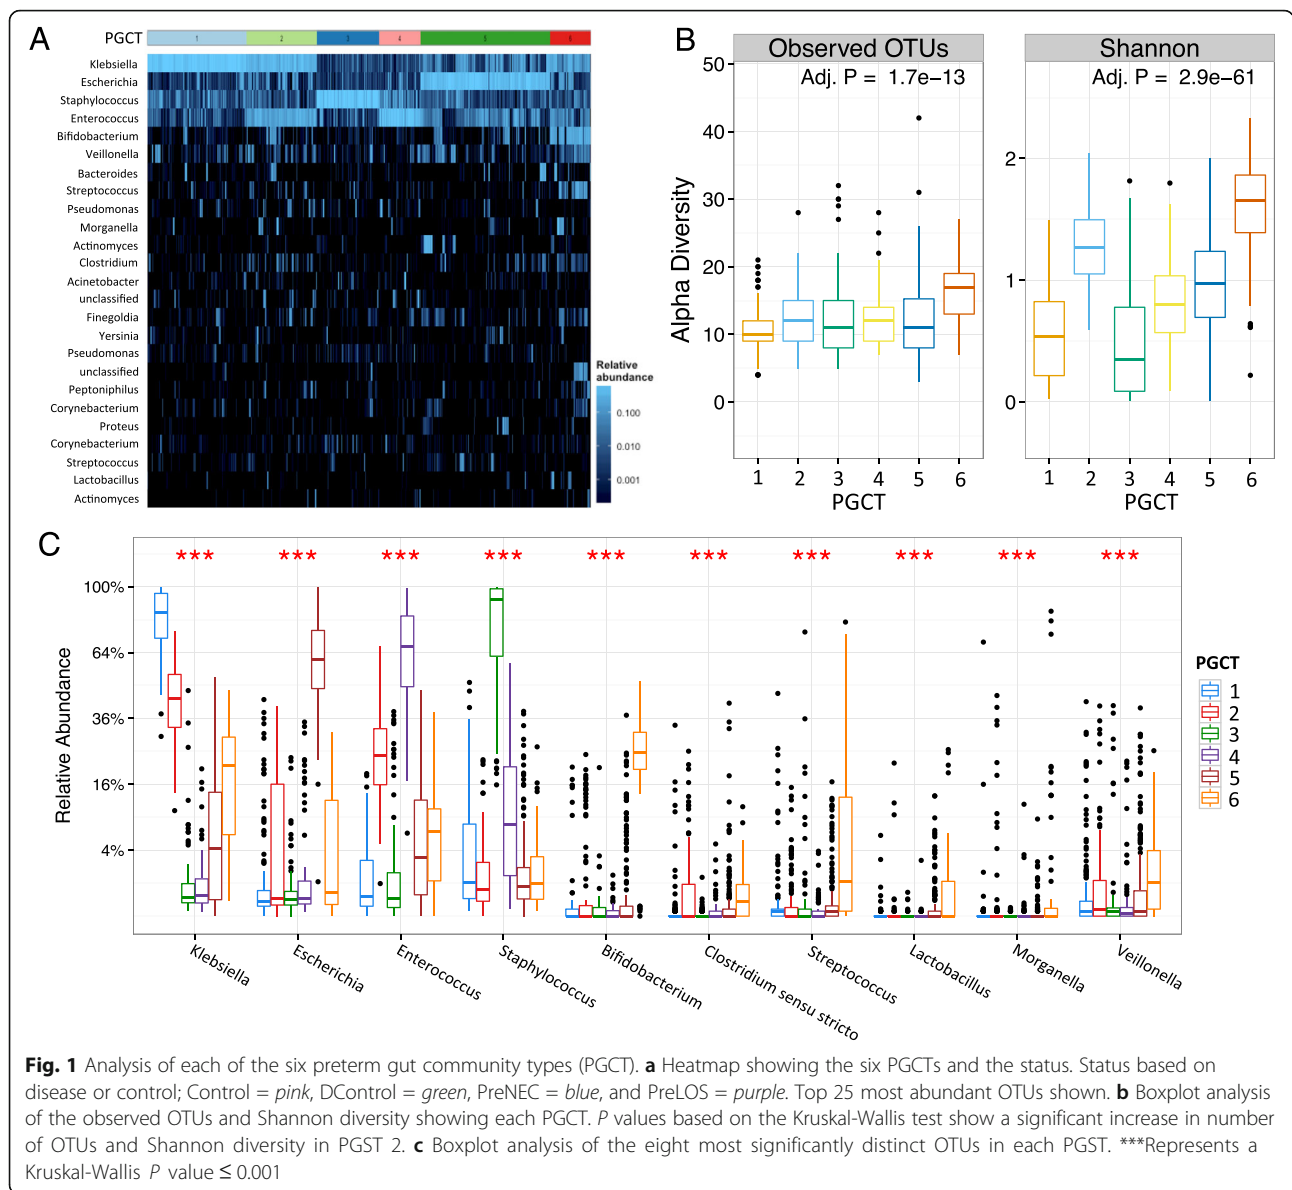 A
PGCT
1 2 3 4 5 6
Klebsiella
Escherichia
Staphylococcus
Enterococcus
Bifidobacterium
Veillonella
Bacteroides
Streptococcus
Pseudomonas
Morganella
Actinomyces
Clostridium
Acinetobacter
unclassified
Finegoldia
Yersinia
Pseudomonas
unclassified
Peptoniphilus
Corynebacterium
Proteus
Corynebacterium
Streptococcus
Lactobacillus
Actinomyces
Relative
abundance
0.100
0.010
0.001
B
Observed OTUs
Adj. P = 1.7e−13
Alpha Diversity
50
40
30
20
10
0
1 2 3 4 5 6
PGCT
Shannon
Adj. P = 2.9e−61
2
1
0
1 2 3 4 5 6
PGCT
C
*** *** *** *** *** *** *** *** *** ***
Relative Abundance
100%
64%
36%
16%
4%
Klebsiella
Escherichia
Enterococcus
Staphylococcus
Bifidobacterium
Clostridium sensu stricto
Streptococcus
Lactobacillus
Morganella
Veillonella
PGCT
1
2
3
4
5
6
Fig. 1 Analysis of each of the six preterm gut community types (PGCT). a Heatmap showing the six PGCTs and the status. Status based on
disease or control; Control = pink, DControl = green, PreNEC = blue, and PreLOS = purple. Top 25 most abundant OTUs shown. b Boxplot analysis
of the observed OTUs and Shannon diversity showing each PGCT. P values based on the Kruskal-Wallis test show a significant increase in number
of OTUs and Shannon diversity in PGST 2. c Boxplot analysis of the eight most significantly distinct OTUs in each PGST. ***Represents a
Kruskal-Wallis P value ≤ 0.001